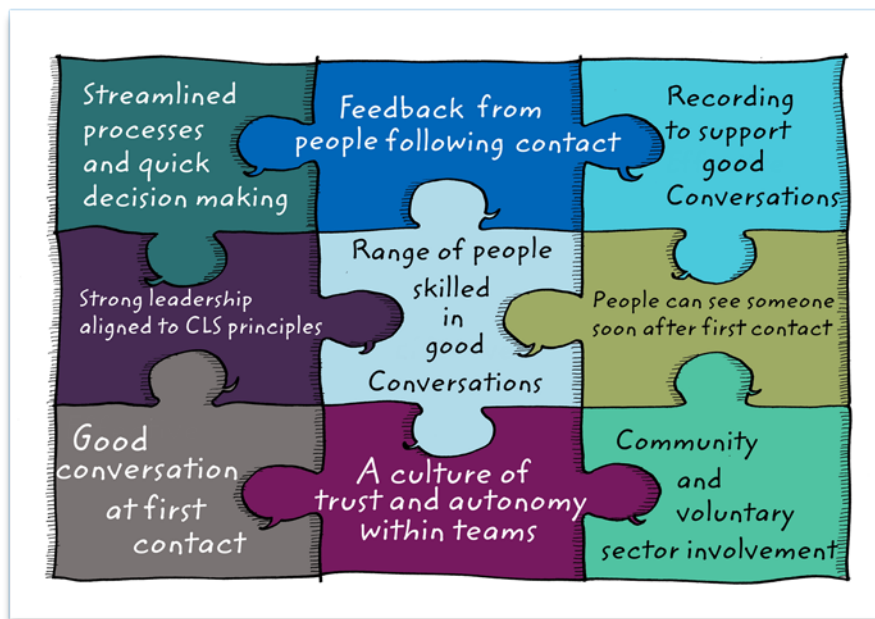 Streamlined
processes
and quick
decision making
Feedback from
people following contact
Recording
to support
good
Conversations
Strong leadership
aligned to CLS principles
Range of people
skilled
in
good
Conversations
People can see someone
soon after first contact
Good
conversation
at first
contact
A culture of
trust and autonomy
within teams
Community
and
voluntary
sector involvement